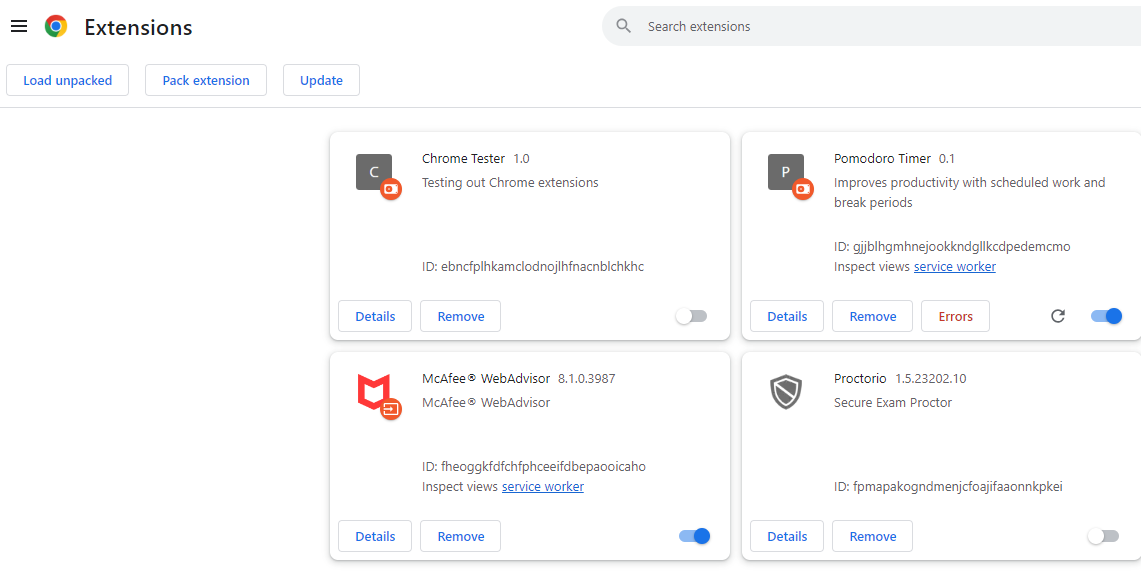 Extensions
Search extensions
Load unpacked
Pack extension
Update
C
Chrome Tester 1.0
Testing out Chrome extensions
ID: ebncfplhkamclodnojlhfnacnblchkhc
Details
Remove
P
Pomodoro Timer 0.1
Improves productivity with scheduled work and
break periods
ID: gjjblhgmhnejookkndgllkcdpedemcmo
Inspect views service worker
Details
Remove
Errors
McAfee® WebAdvisor 8.1.0.3987
McAfee® WebAdvisor
ID: fheoggkfdfchfphceeifdbepaooicaho
Inspect views service worker
Details
Remove
Proctorio 1.5.23202.10
Secure Exam Proctor
ID: fpmapakogndmenjcfoajifaaonnkpkei
Details
Remove